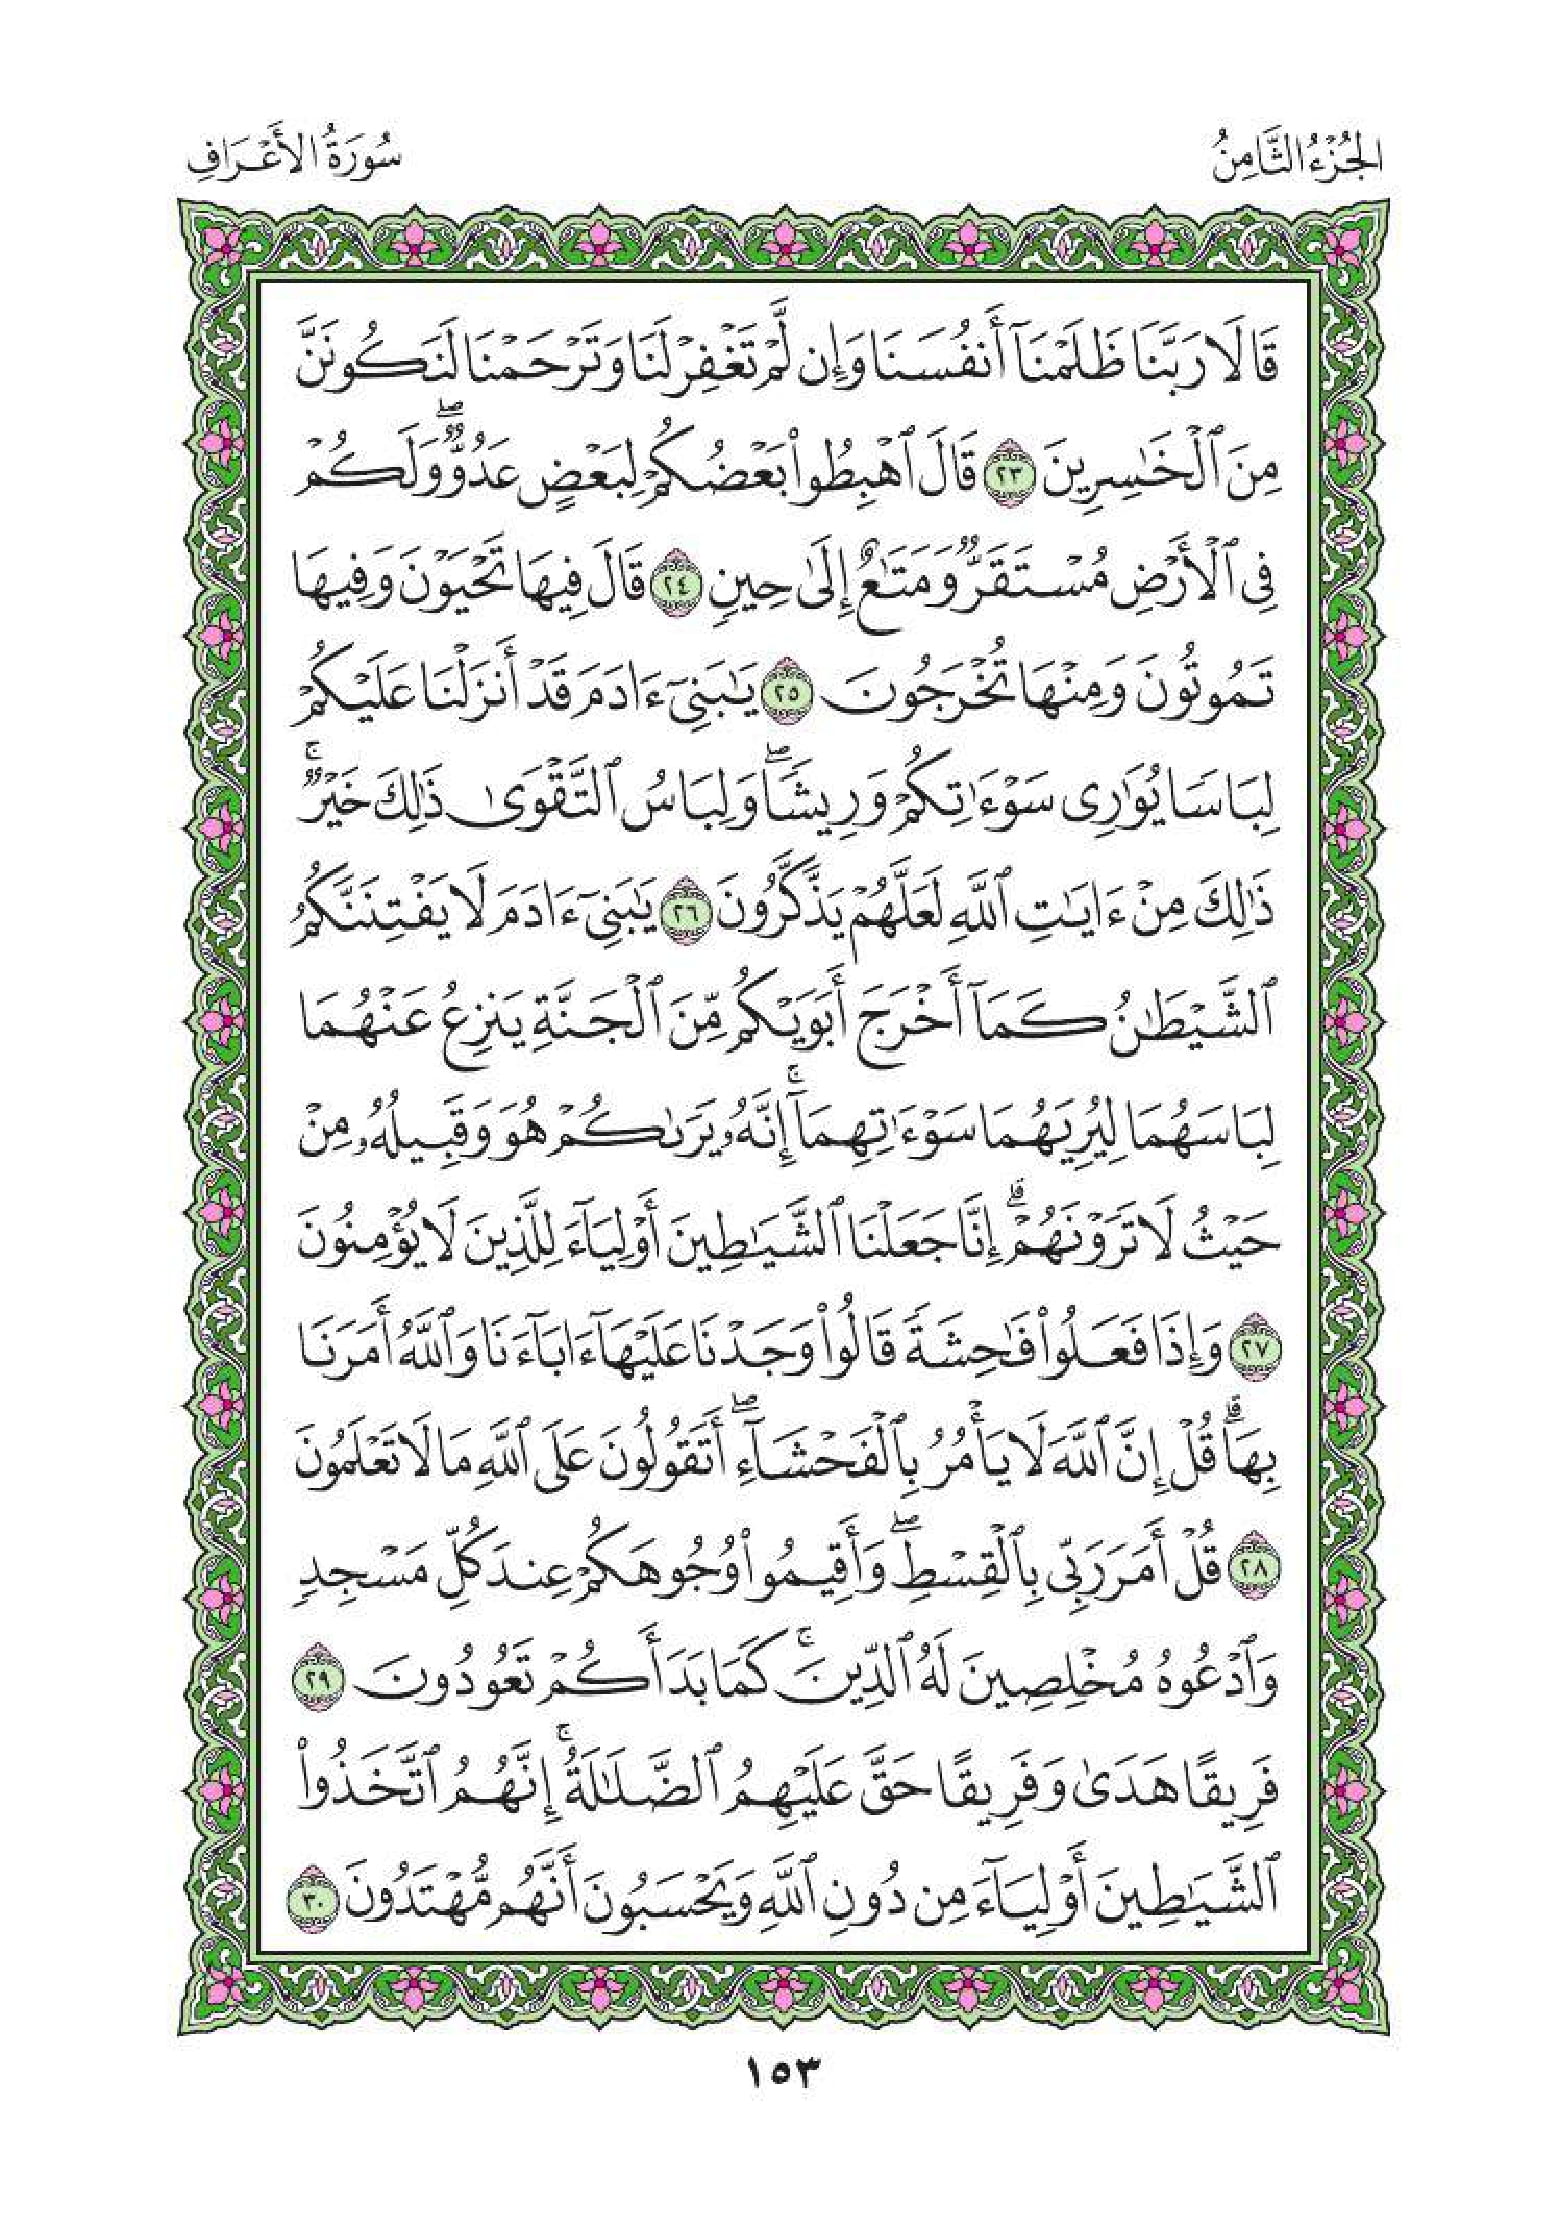 الجُزْءُ الثَّامِنُ
سُورَةُ الأَعْرَافِ
قَالَا رَبَّنَا ظَلَمْنَآ أَنفُسَنَا وَإِن لَّمْ تَغْفِرْ لَنَا وَتَرْحَمْنَا لَنَكُونَنَّ
مِنَ ٱلْخَٰسِرِينَ ٢٣ قَالَ ٱهْبِطُوا۟ بَعْضُكُمْ لِبَعْضٍ عَدُوٌّ ۖ وَلَكُمْ
فِى ٱلْأَرْضِ مُسْتَقَرٌّ وَمَتَٰعٌ إِلَىٰ حِينٍ ٢٤ قَالَ فِيهَا تَحْيَوْنَ وَفِيهَا
تَمُوتُونَ وَمِنْهَا تُخْرَجُونَ ٢٥ يَٰبَنِىٓ ءَادَمَ قَدْ أَنزَلْنَا عَلَيْكُمْ
لِبَاسًا يُوَٰرِى سَوْءَٰتِكُمْ وَرِيشًا ۖ وَلِبَاسُ ٱلتَّقْوَىٰ ذَٰلِكَ خَيْرٌ ۚ
ذَٰلِكَ مِنْ ءَايَٰتِ ٱللَّهِ لَعَلَّهُمْ يَذَّكَّرُونَ ٢٦ يَٰبَنِىٓ ءَادَمَ لَا يَفْتِنَنَّكُمُ
ٱلشَّيْطَٰنُ كَمَآ أَخْرَجَ أَبَوَيْكُم مِّنَ ٱلْجَنَّةِ يَنزِعُ عَنْهُمَا
لِبَاسَهُمَا لِيُرِيَهُمَا سَوْءَٰتِهِمَآ ۚ إِنَّهُۥ يَرَىٰكُمْ هُوَ وَقَبِيلُهُۥ مِنْ
حَيْثُ لَا تَرَوْنَهُمْ ۗ إِنَّا جَعَلْنَا ٱلشَّيَٰطِينَ أَوْلِيَآءَ لِلَّذِينَ لَا يُؤْمِنُونَ
٢٧ وَإِذَا فَعَلُوا۟ فَٰحِشَةً قَالُوا۟ وَجَدْنَا عَلَيْهَآ ءَابَآءَنَا وَٱللَّهُ أَمَرَنَا
بِهَا ۗ قُلْ إِنَّ ٱللَّهَ لَا يَأْمُرُ بِٱلْفَحْشَآءِ ۖ أَتَقُولُونَ عَلَى ٱللَّهِ مَا لَا تَعْلَمُونَ
٢٨ قُلْ أَمَرَ رَبِّى بِٱلْقِسْطِ ۖ وَأَقِيمُوا۟ وُجُوهَكُمْ عِندَ كُلِّ مَسْجِدٍ
وَٱدْعُوهُ مُخْلِصِينَ لَهُ ٱلدِّينَ ۚ كَمَا بَدَأَكُمْ تَعُودُونَ ٢٩
فَرِيقًا هَدَىٰ وَفَرِيقًا حَقَّ عَلَيْهِمُ ٱلضَّلَٰلَةُ ۚ إِنَّهُمُ ٱتَّخَذُوا۟
ٱلشَّيَٰطِينَ أَوْلِيَآءَ مِن دُونِ ٱللَّهِ وَيَحْسَبُونَ أَنَّهُم مُّهْتَدُونَ ٣٠
١٥٣